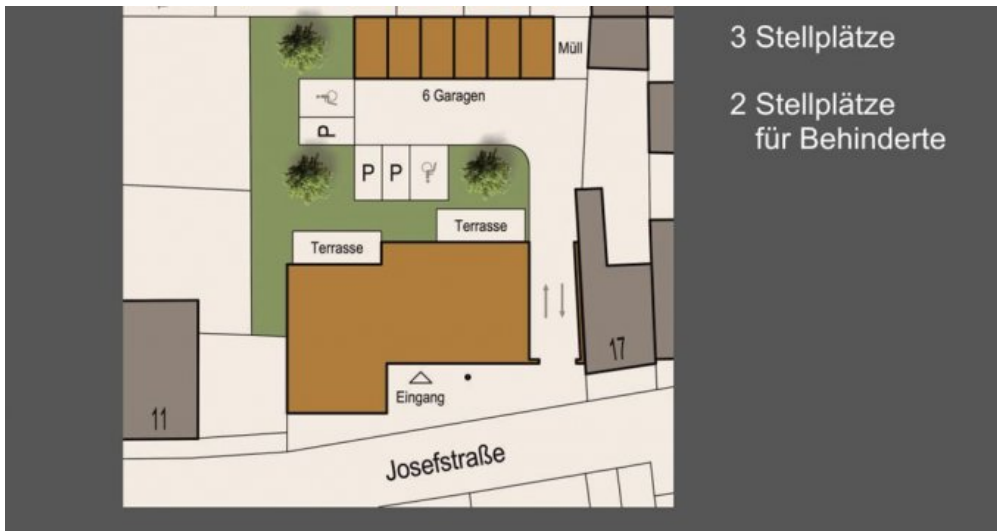 3 Stellplätze
2 Stellplätze
für Behinderte
Müll
6 Garagen
P
P P
Terrasse
Terrasse
17
Eingang
11
Josefstraße